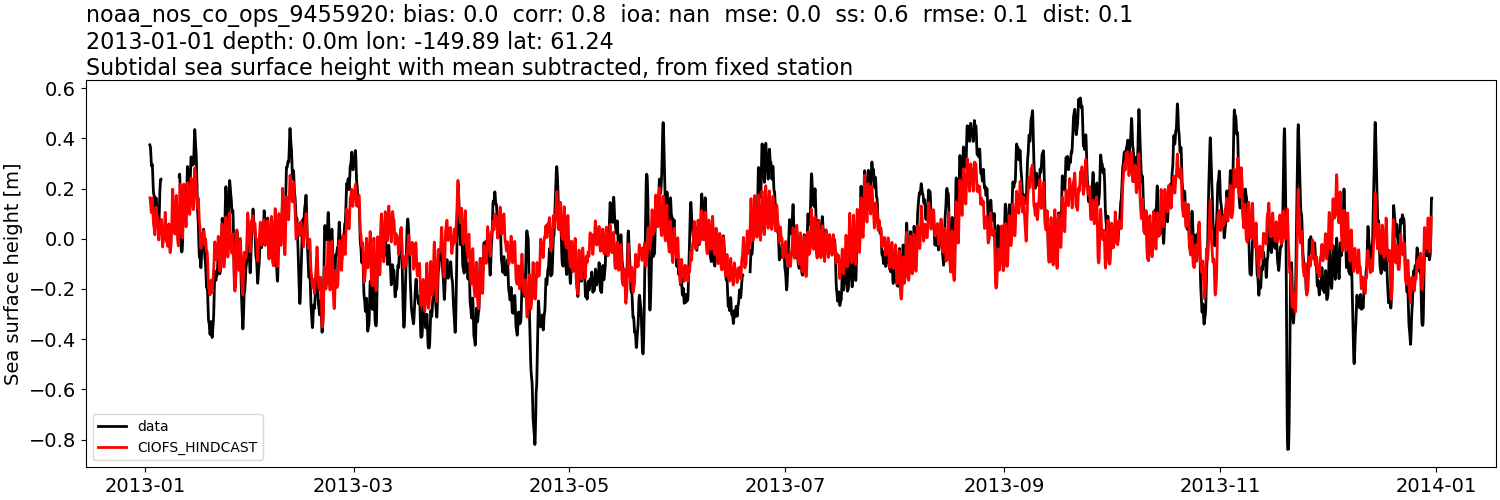 noaa_nos_co_ops_9455920: bias: 0.0  corr: 0.8  ioa: nan  mse: 0.0  ss: 0.6  rmse: 0.1  dist: 0.1
2013-01-01 depth: 0.0m lon: -149.89 lat: 61.24
Subtidal sea surface height with mean subtracted, from fixed station
Sea surface height [m]
0.6
0.4
0.2
0.0
−0.2
−0.4
−0.6
−0.8
data
CIOFS_HINDCAST
2013-01
2013-03
2013-05
2013-07
2013-09
2013-11
2014-01